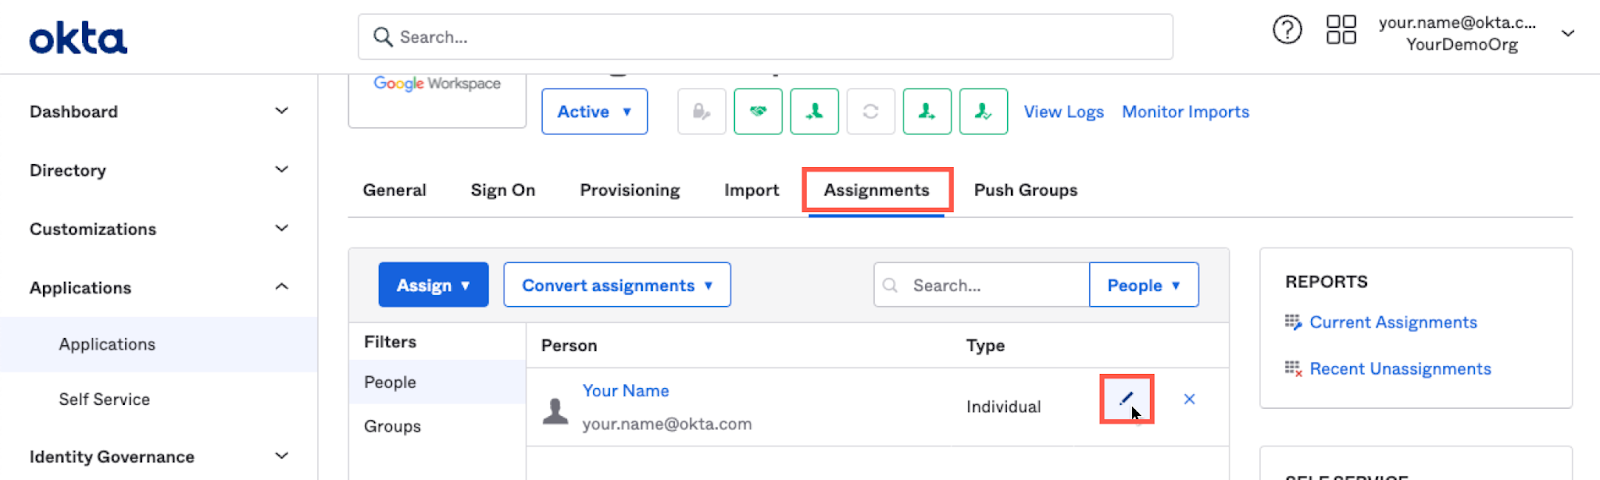 okta
Search...
your.name@okta.c...
YourDemoOrg
Dashboard
Directory
Customizations
Applications
Applications
Self Service
Identity Governance
Google Workspace
Active
View Logs
Monitor Imports
General
Sign On
Provisioning
Import
Assignments
Push Groups
Assign
Convert assignments
Search...
People
Filters
People
Groups
Person
Type
Your Name
your.name@okta.com
Individual
REPORTS
Current Assignments
Recent Unassignments
SELF SERVICE